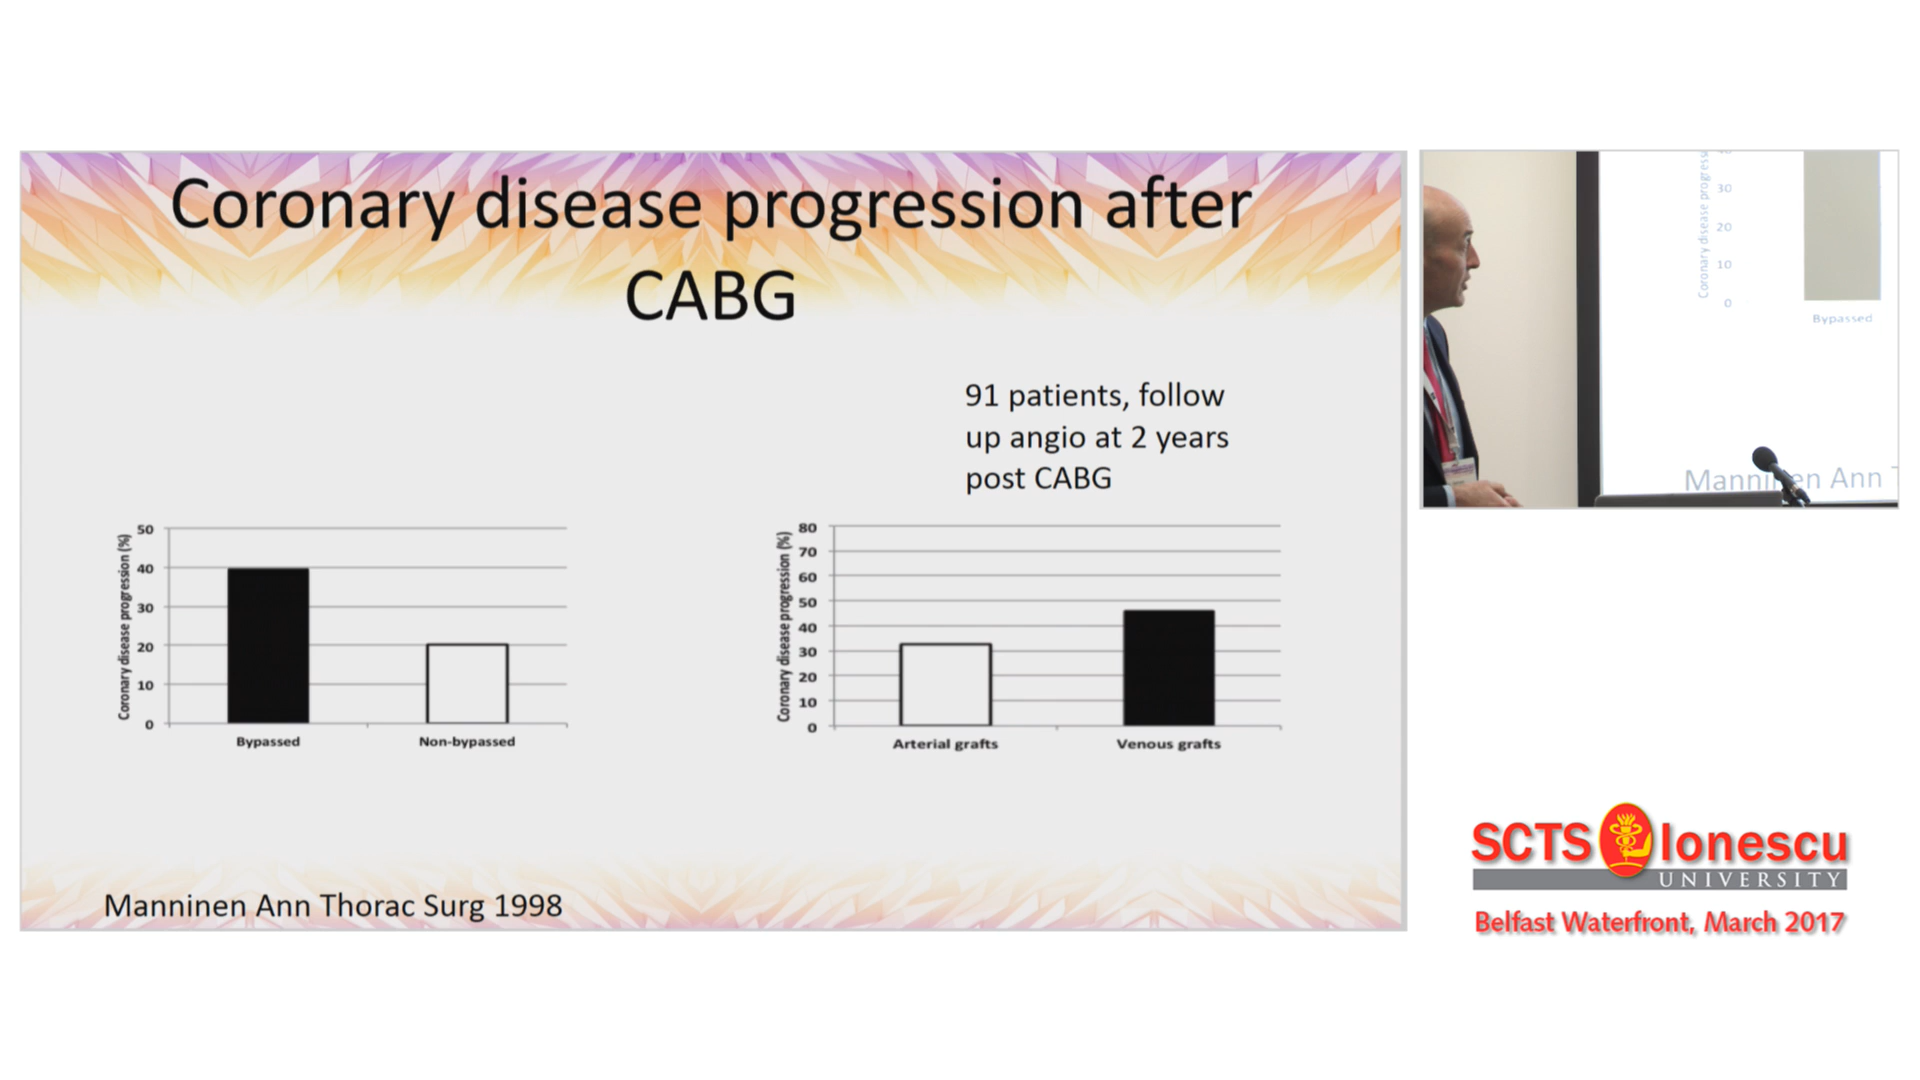 Coronary disease progression after
CABG
91 patients, follow
up angio at 2 years
post CABG
Coronary disease progression (%)
50
40
30
20
10
0
Bypassed
Non-bypassed
Coronary disease progression (%)
80
70
60
50
40
30
20
10
0
Arterial grafts
Venous grafts
Manninen Ann Thorac Surg 1998
Coronary disease progress
30
20
10
0
Bypassed
Manninen Ann
SCTS Ionescu
UNIVERSITY
Belfast Waterfront, March 2017